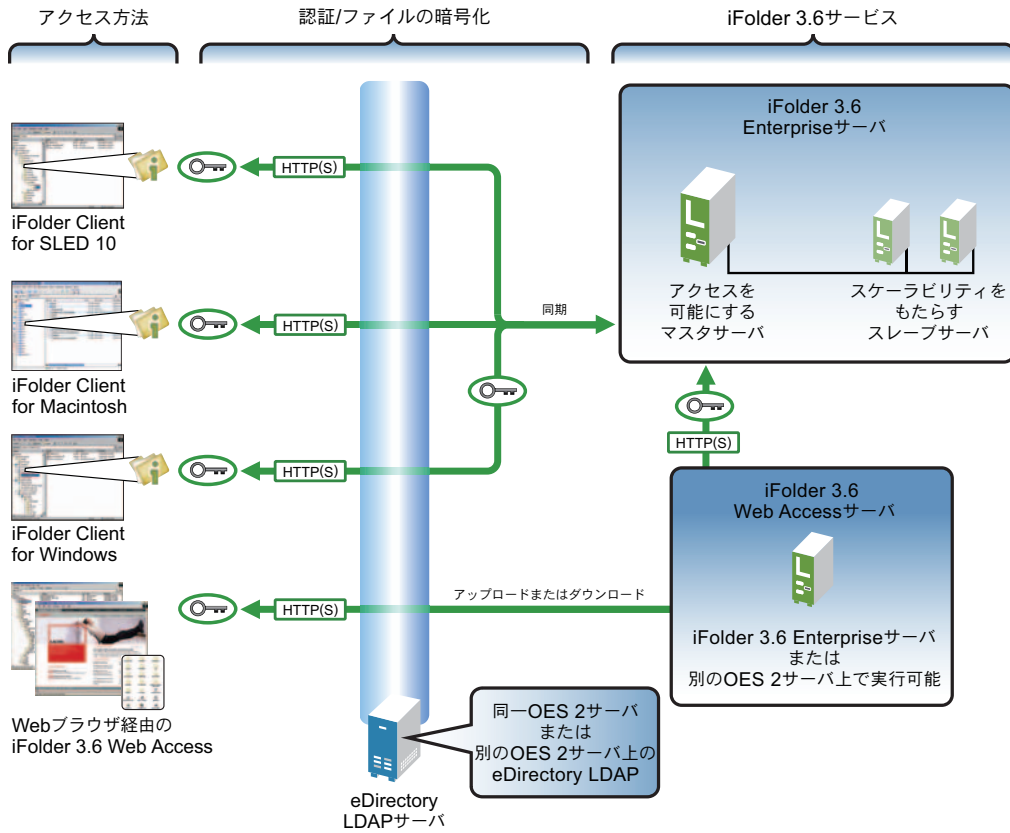 アクセス方法
認証/ファイルの暗号化
iFolder 3.6サービス
iFolder Client
for SLED 10
HTTP(S)
iFolder 3.6
Enterpriseサーバ
アクセスを
可能にする
マスタサーバ
スケーラビリティを
もたらす
スレーブサーバ
iFolder Client
for Macintosh
HTTP(S)
同期
iFolder Client
for Windows
HTTP(S)
HTTP(S)
iFolder 3.6
Web Accessサーバ
iFolder 3.6 Enterpriseサーバ
または
別のOES 2サーバ上で実行可能
Webブラウザ経由の
iFolder 3.6 Web Access
HTTP(S)
アップロードまたはダウンロード
同一OES 2サーバ
または
別のOES 2サーバ上の
eDirectory LDAP
eDirectory
LDAPサーバ